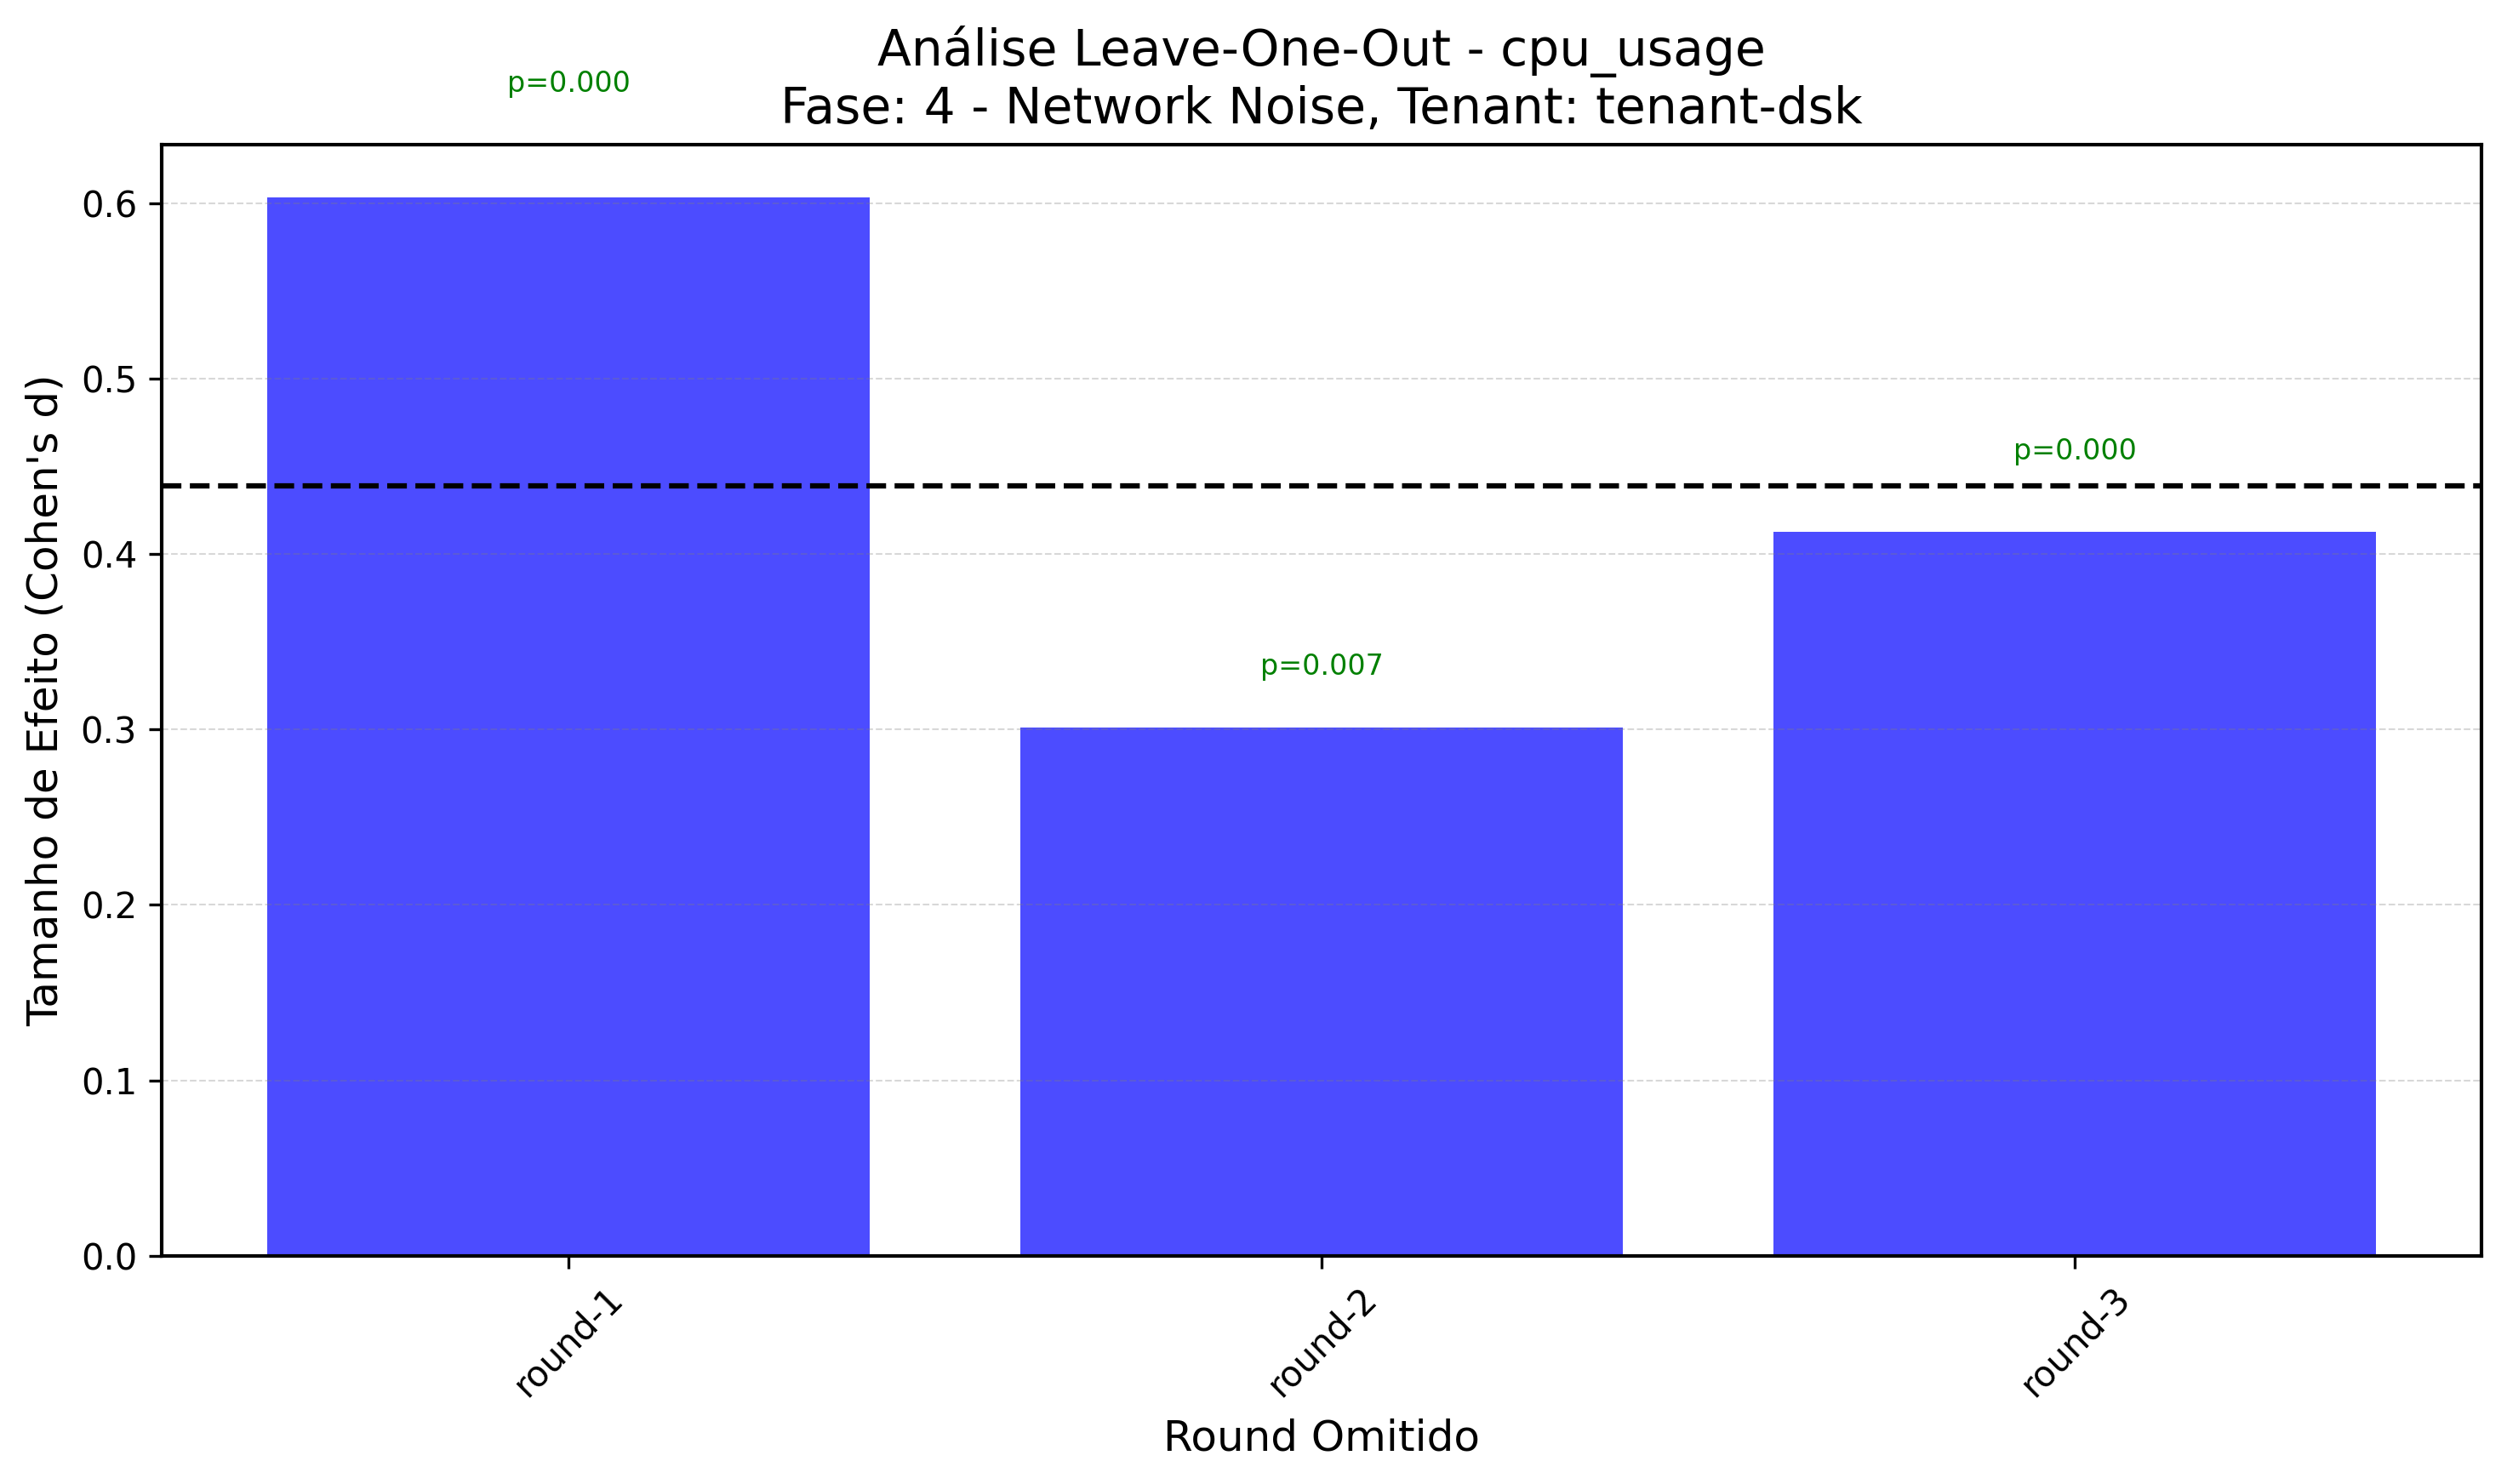 Análise Leave-One-Out - cpu_usage
Fase: 4 - Network Noise, Tenant: tenant-dsk
p=0.000
p=0.007
p=0.000
Tamanho de Efeito (Cohen's d)
0.6
0.5
0.4
0.3
0.2
0.1
0.0
round-1
round-2
round-3
Round Omitido